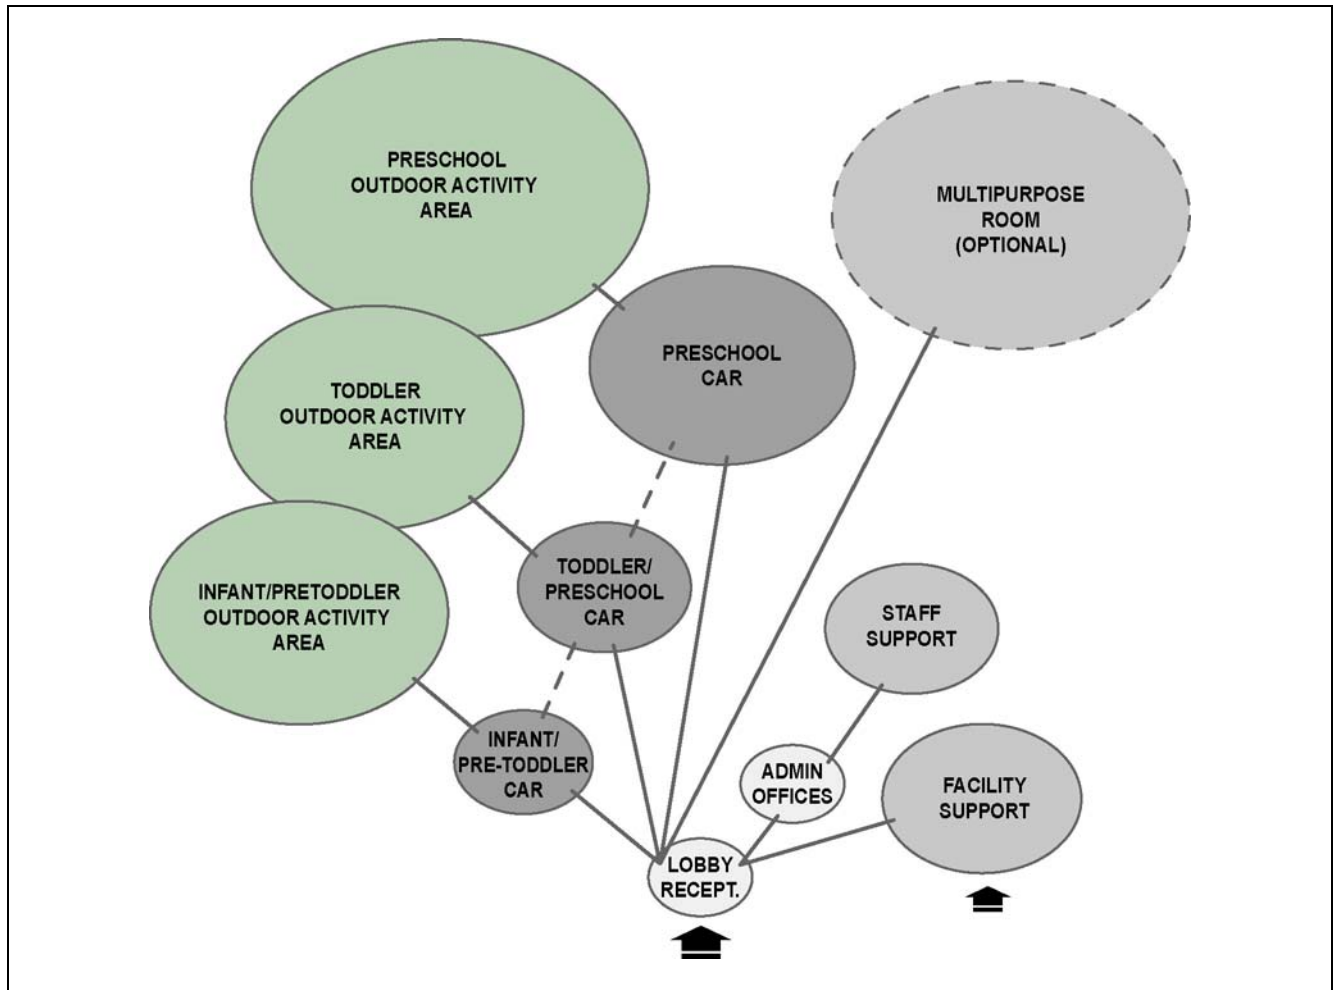 PRESCHOOL
OUTDOOR ACTIVITY
AREA
MULTIPURPOSE
ROOM
(OPTIONAL)
PRESCHOOL
CAR
TODDLER
OUTDOOR ACTIVITY
AREA
TODDLER/
PRESCHOOL
CAR
INFANT/PRETODDLER
OUTDOOR ACTIVITY
AREA
STAFF
SUPPORT
INFANT/
PRE-TODDLER
CAR
ADMIN
OFFICES
FACILITY
SUPPORT
LOBBY
RECEPT.